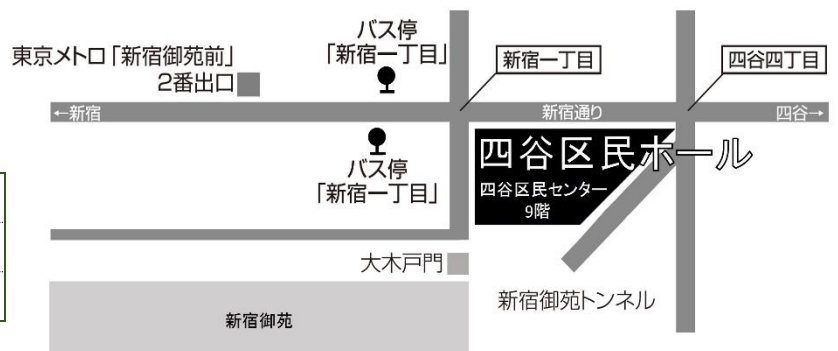 東京メトロ「新宿御苑前」
2番出口
バス停
「新宿一丁目」
新宿一丁目
四谷四丁目
←新宿
新宿通り
四谷→
バス停
「新宿一丁目」
四谷区民ホール
四谷区民センター
9階
大木戸門
新宿御苑トンネル
新宿御苑